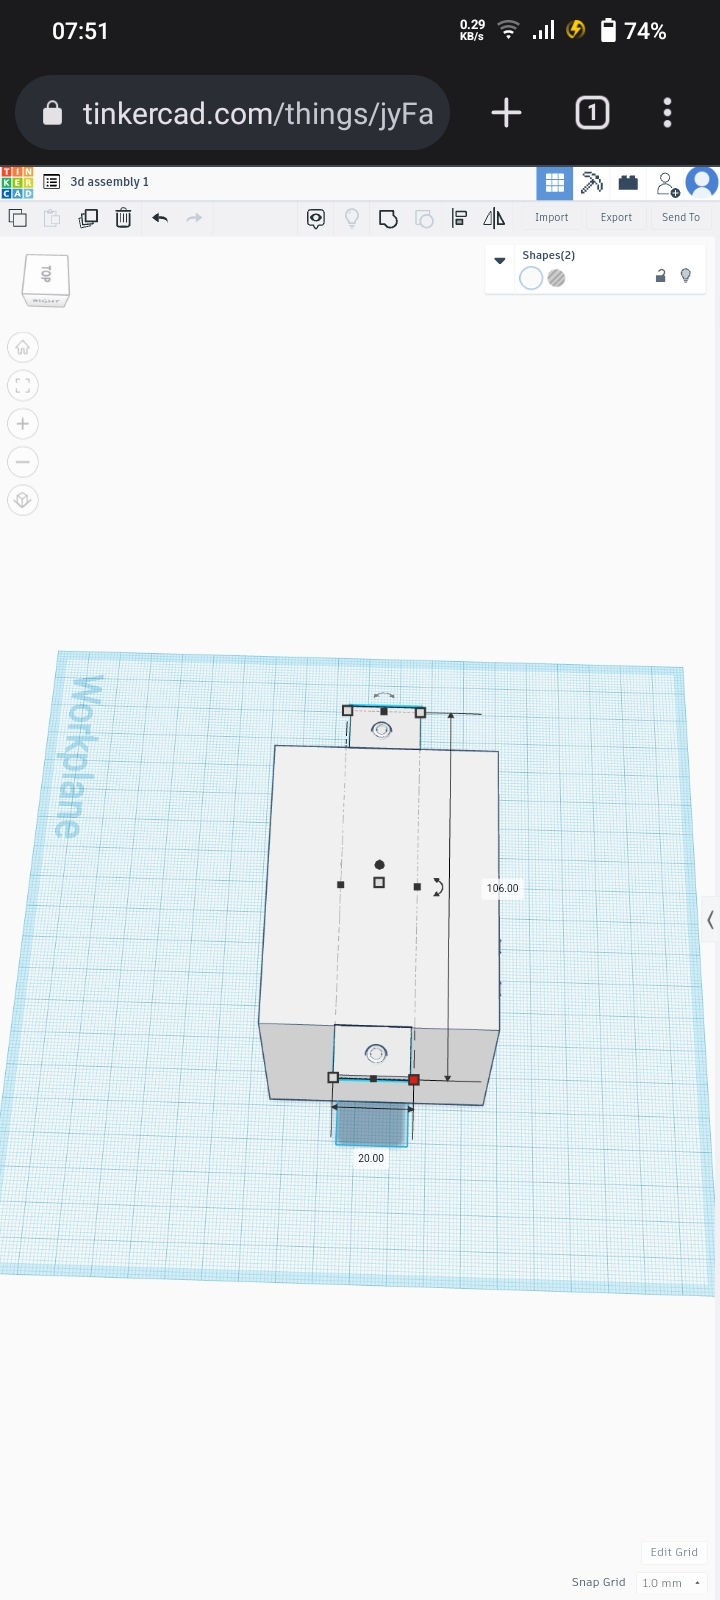 07:51
0.29
KB/s
74%
tinkercad.com/things/jyFa
1
TIN
KER
CAD
3d assembly 1
Import
Export
Send To
Shapes(2)
TOP
RIGHT
Workplane
106.00
20.00
Edit Grid
Snap Grid
1.0 mm